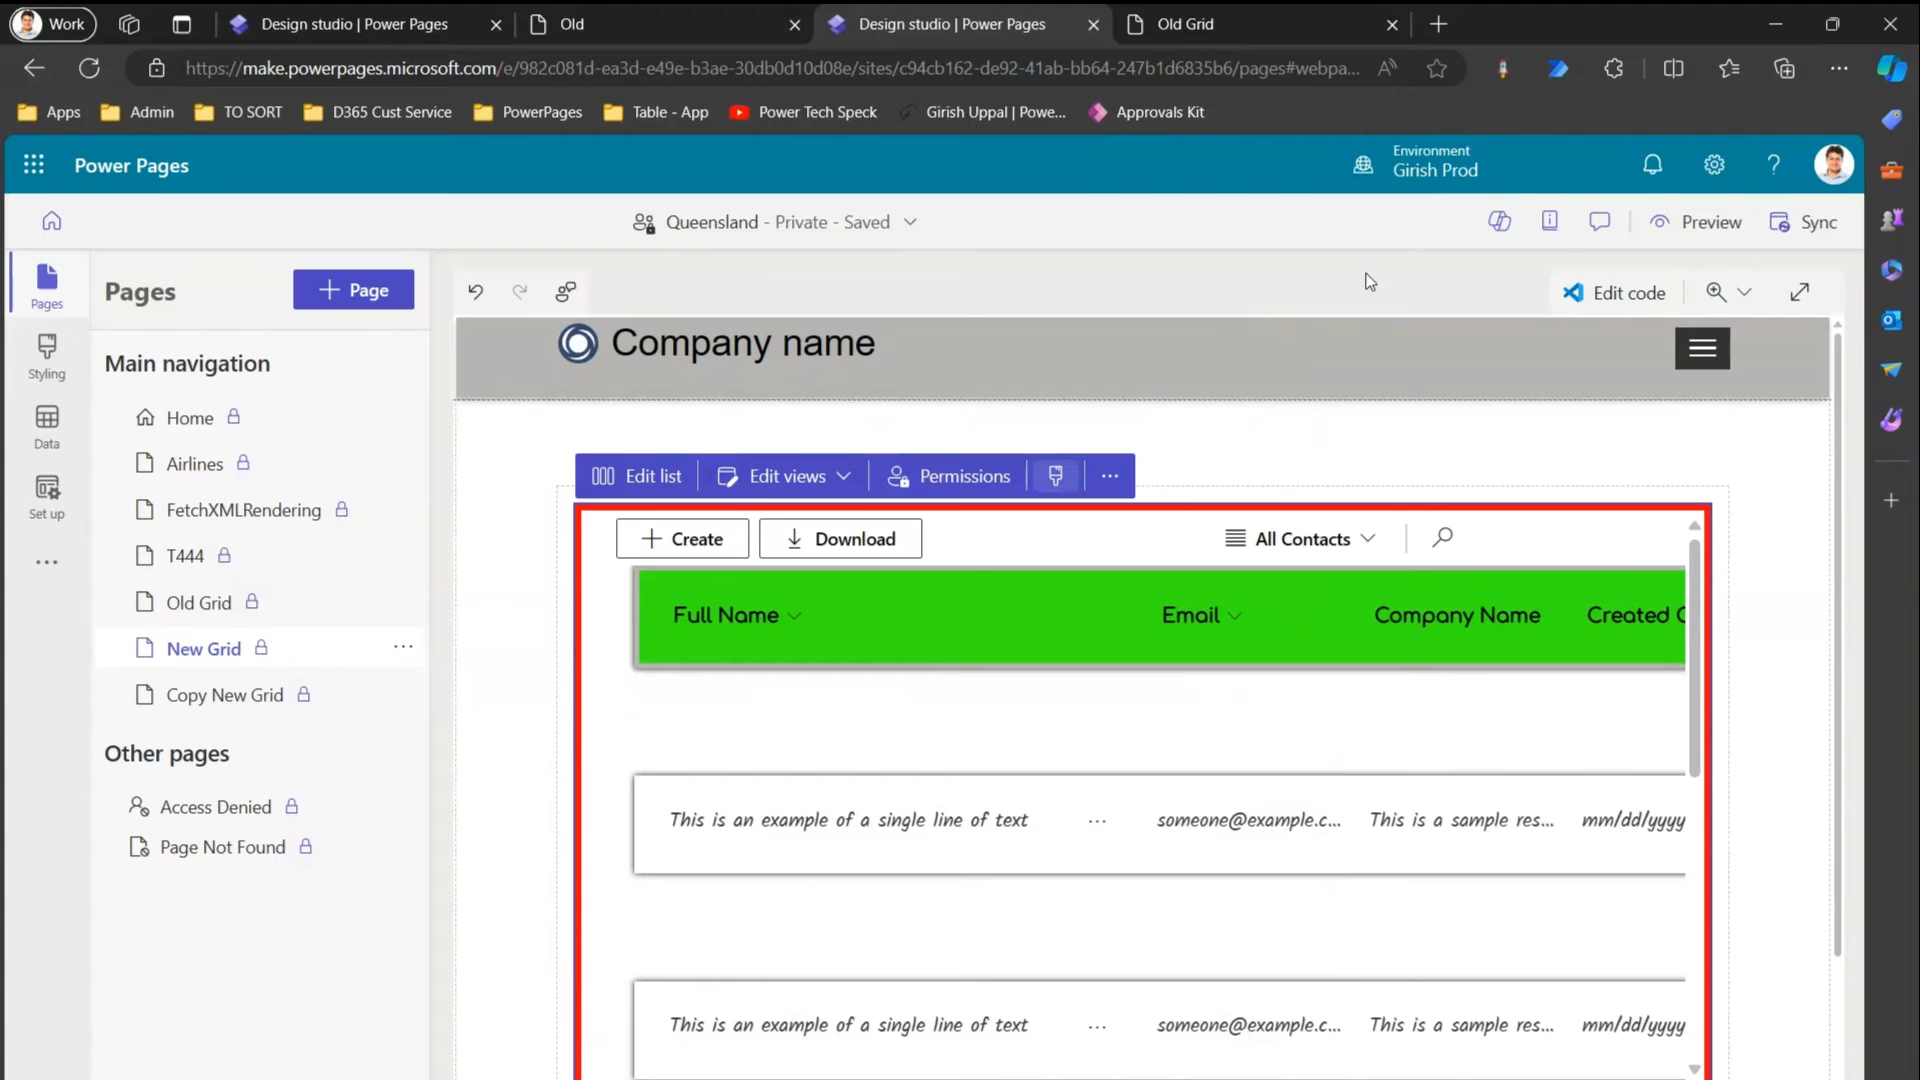 Work
Design studio | Power Pages
Old
Design studio | Power Pages
Old Grid
https://make.powerpages.microsoft.com/e/982c081d-ea3d-e49e-b3ae-30db0d10d08e/sites/c94cb162-de92-41ab-bb64-247b1d6835b6/pages#webpa...
Apps
Admin
TO SORT
D365 Cust Service
PowerPages
Table - App
Power Tech Speck
Girish Uppal | Powe...
Approvals Kit
Power Pages
Environment
Girish Prod
Queensland - Private - Saved
Preview
Sync
Pages
Styling
Data
Set up
Pages
+ Page
Main navigation
Home
Airlines
FetchXMLRendering
T444
Old Grid
New Grid
Copy New Grid
Other pages
Access Denied
Page Not Found
Edit code
Company name
Edit list
Edit views
Permissions
Create
Download
All Contacts
Full Name
Email
Company Name
Created
This is an example of a single line of text
...
someone@example.c...
This is a sample res...
mm/dd/yyyy
This is an example of a single line of text
...
someone@example.c...
This is a sample res...
mm/dd/yyyy